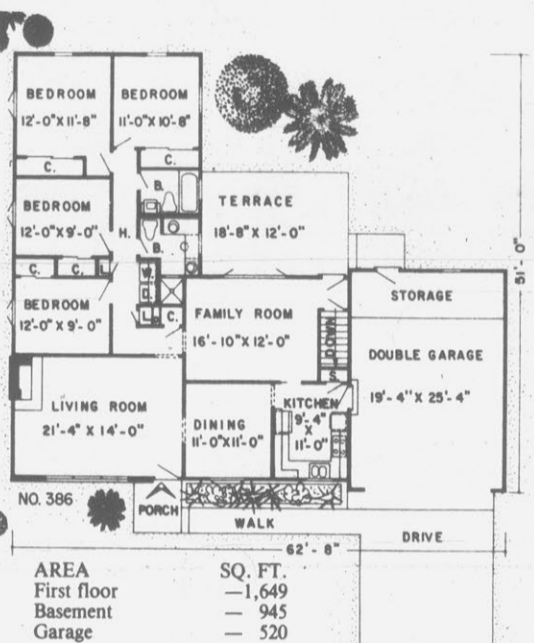 BEDROOM
12'-0" X 11'-8"
BEDROOM
11'-0" X 10'-8"
C.
C.
B.
TERRACE
18'-8" X 12'-0"
BEDROOM
12'-0" X 9'-0"
H.
B.
C.
C.
L.
W.
D.
BEDROOM
12'-0" X 9'-0"
L.
C.
FAMILY ROOM
16'-10" X 12'-0"
DOWN
STORAGE
DOUBLE GARAGE
19'-4" X 25'-4"
S.
LIVING ROOM
21'-4" X 14'-0"
DINING
11'-0" X 11'-0"
KITCHEN
9'-4"
X
11'-0"
51'-0"
NO. 386
PORCH
WALK
DRIVE
62'-8"
AREA SQ. FT.
First floor —1,649
Basement — 945
Garage — 520